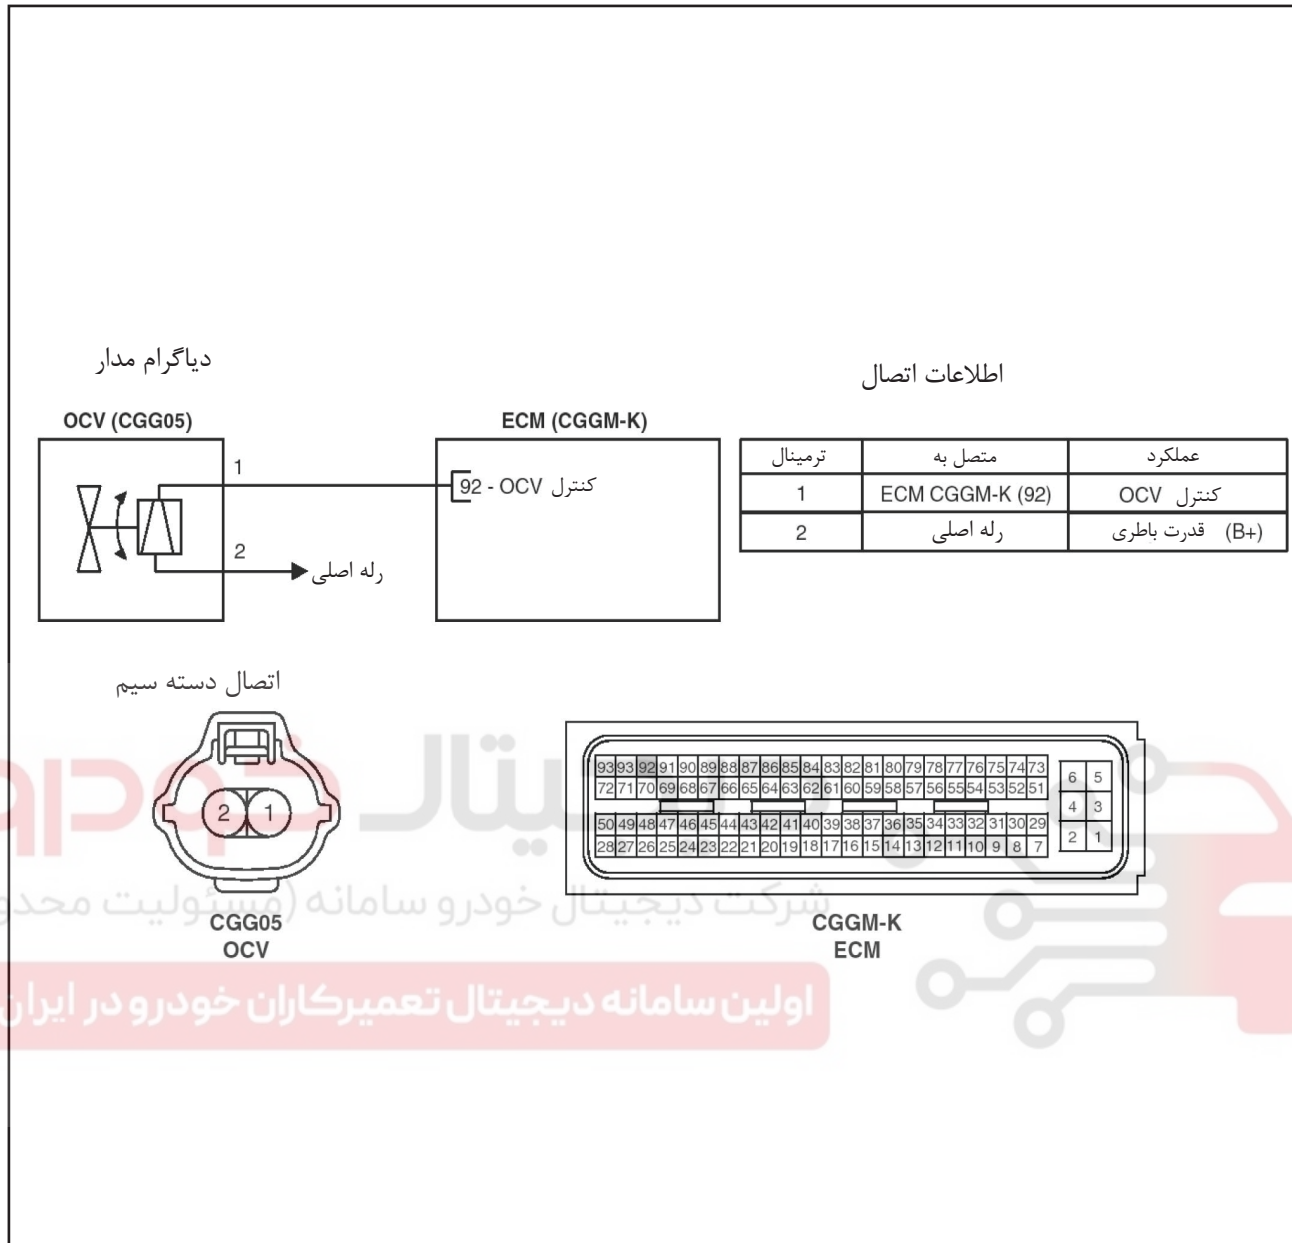 دیاگرام مدار
اطلاعات اتصال
OCV (CGG05)
ECM (CGGM-K)
1
92 - OCV کنترل
2
رله اصلی
ترمینال متصل به عملکرد
1 ECM CGGM-K (92) کنترل OCV
2 رله اصلی قدرت باطری (B+)
اتصال دسته سیم
2 1
93 93 92 91 90 89 88 87 86 85 84 83 82 81 80 79 78 77 76 75 74 73
72 71 70 69 68 67 66 65 64 63 62 61 60 59 58 57 56 55 54 53 52 51
50 49 48 47 46 45 44 43 42 41 40 39 38 37 36 35 34 33 32 31 30 29
28 27 26 25 24 23 22 21 20 19 18 17 16 15 14 13 12 11 10 9 8 7
6 5
4 3
2 1
CGG05
OCV
CGGM-K
ECM
دیجیتال خودرو
شرکت دیجیتال خودرو سامانه (مسئولیت
اولین سامانه دیجیتال تعمیرکاران خودرو در ایران